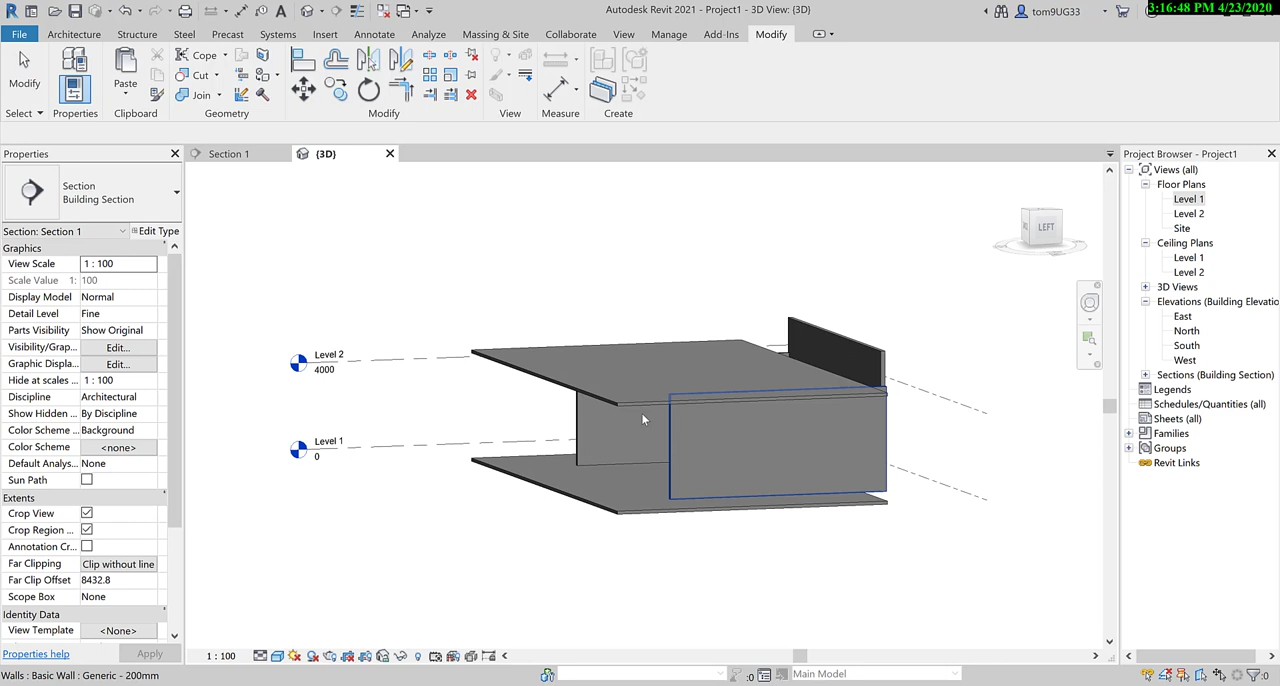 Autodesk Revit 2021 - Project1 - 3D View: {3D}
tom9UG33
3:16:48 PM 4/23/2020
File Architecture Structure Steel Precast Systems Insert Annotate Analyze Massing & Site Collaborate View Manage Add-Ins Modify
Modify
Paste
Cope
Cut
Join
Select Properties Clipboard Geometry Modify View Measure Create
Properties
Section 1
{3D}
Project Browser - Project1
Section
Building Section
Section: Section 1
Edit Type
Graphics
View Scale 1 : 100
Scale Value 1: 100
Display Model Normal
Detail Level Fine
Parts Visibility Show Original
Visibility/Grap... Edit...
Graphic Displa... Edit...
Hide at scales ... 1 : 100
Discipline Architectural
Show Hidden ... By Discipline
Color Scheme ... Background
Color Scheme <none>
Default Analys... None
Sun Path
Extents
Crop View
Crop Region ...
Annotation Cr...
Far Clipping Clip without line
Far Clip Offset 8432.8
Scope Box None
Identity Data
View Template <None>
Properties help
Apply
Level 2
4000
Level 1
0
LEFT
Views (all)
Floor Plans
Level 1
Level 2
Site
Ceiling Plans
Level 1
Level 2
3D Views
Elevations (Building Elevatio
East
North
South
West
Sections (Building Section)
Legends
Schedules/Quantities (all)
Sheets (all)
Families
Groups
Revit Links
1 : 100
Walls : Basic Wall : Generic - 200mm
:0
Main Model
:0